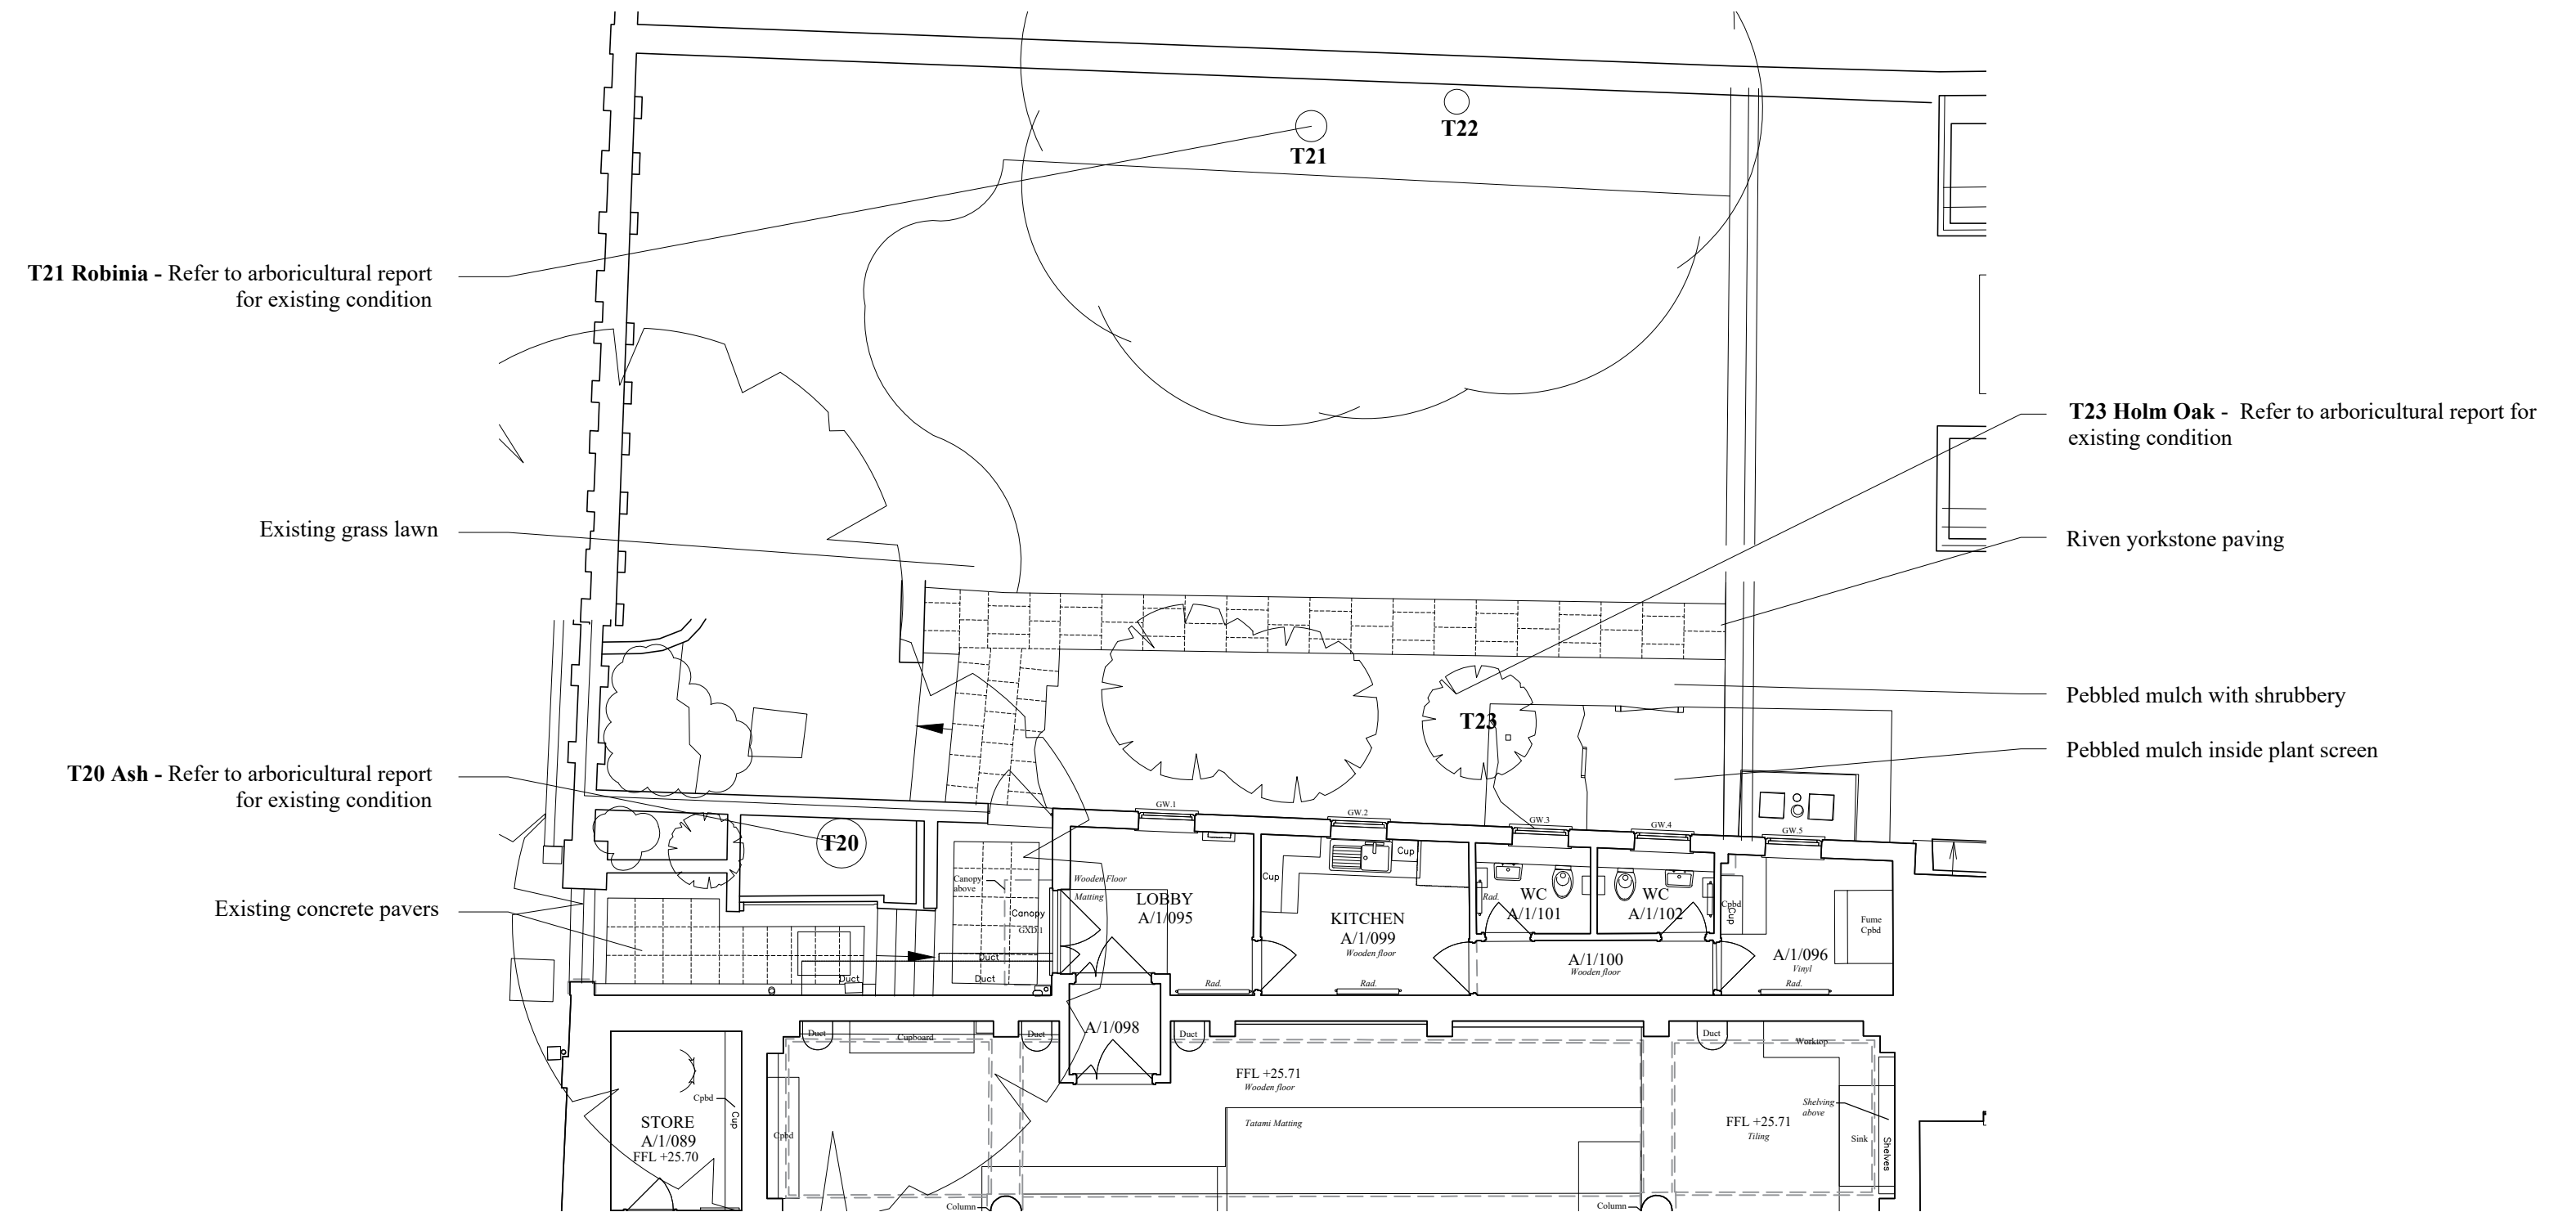 T22
T21
T21 Robinia - Refer to arboricultural report
for existing condition
T23 Holm Oak - Refer to arboricultural report for
existing condition
Existing grass lawn
Riven yorkstone paving
Pebbled mulch with shrubbery
T23
Pebbled mulch inside plant screen
T20 Ash - Refer to arboricultural report
for existing condition
T20
GW.1
GW.2
GW.3
GW.4
GW.5
Canopy
above
Wooden Floor
Matting
LOBBY
A/1/095
Canopy
GXD.1
Duct
Duct
Duct
Existing concrete pavers
Cup
Cup
KITCHEN
A/1/099
Wooden floor
Rad.
Rad.
Rad.
WC
A/1/101
WC
A/1/102
A/1/100
Wooden floor
Cpbd
Cup
A/1/096
Vinyl
Rad.
Fume
Cpbd
Duct
Cupboard
Duct
A/1/098
Duct
Duct
Worktop
FFL +25.71
Wooden floor
Tatami Matting
Cpbd
Cup
STORE
A/1/089
FFL +25.70
Cpbd
Shelving
above
FFL +25.71
Tiling
Sink
Shelves
Column
Column